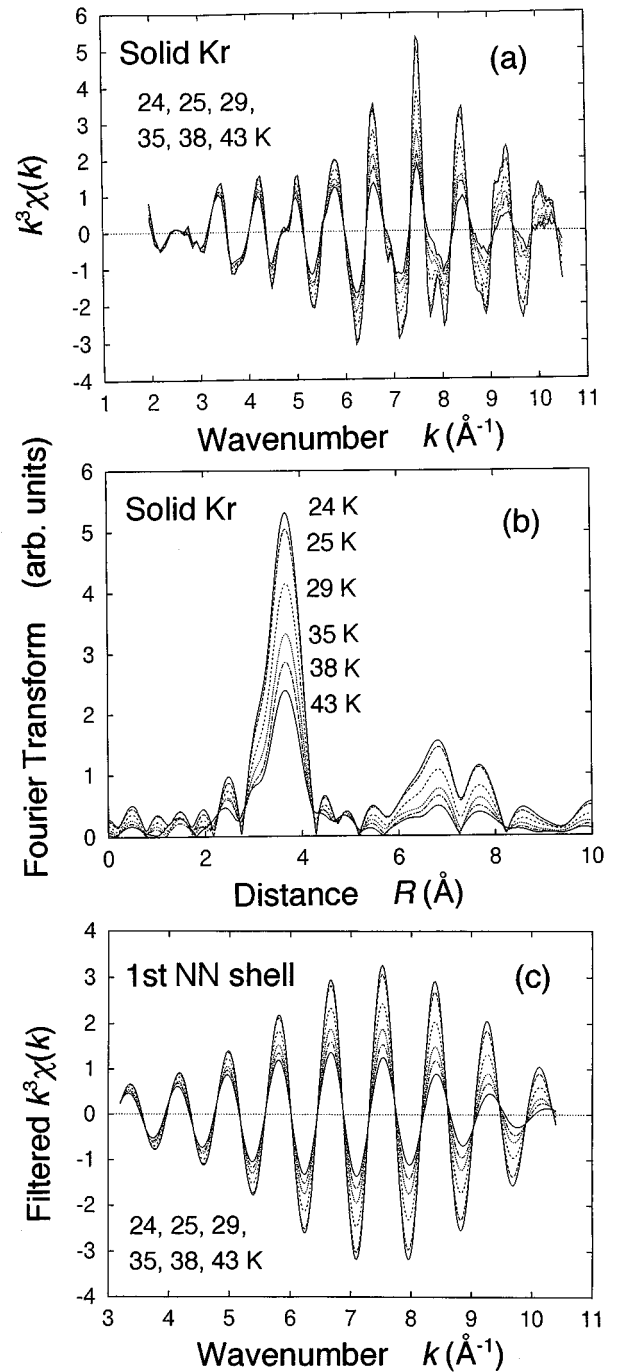 6
5
4
3
2
1
0
-1
-2
-3
-4
k³χ(k)
Solid Kr
(a)
24, 25, 29,
35, 38, 43 K
1 2 3 4 5 6 7 8 9 10 11
Wavenumber k (Å⁻¹)
6
5
4
3
2
1
0
Fourier Transform (arb. units)
Solid Kr
(b)
24 K
25 K
29 K
35 K
38 K
43 K
0 2 4 6 8 10
Distance R (Å)
4
3
2
1
0
-1
-2
-3
-4
Filtered k³χ(k)
1st NN shell
(c)
24, 25, 29,
35, 38, 43 K
3 4 5 6 7 8 9 10 11
Wavenumber k (Å⁻¹)